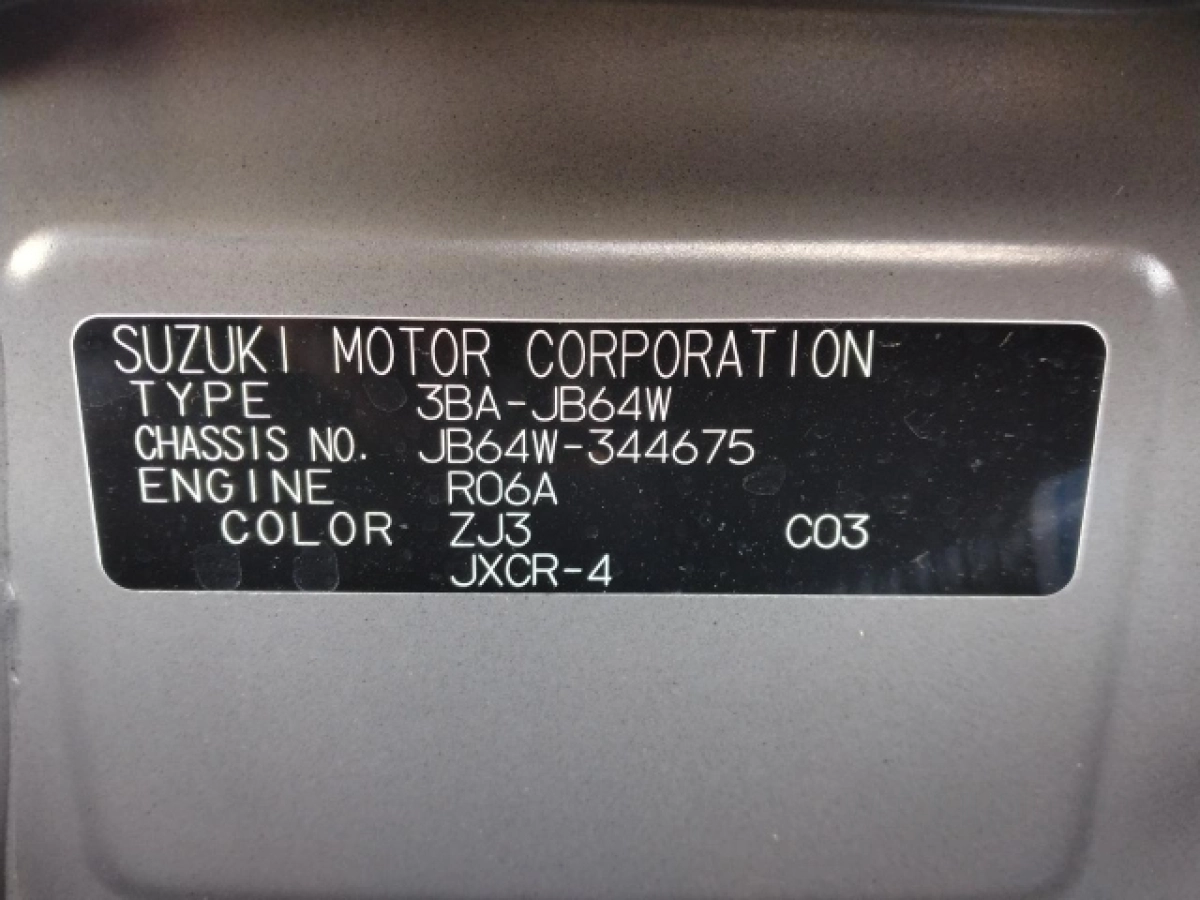 SUZUKI MOTOR CORPORATION
TYPE 3BA-JB64W
CHASSIS NO. JB64W-344675
ENGINE R06A
COLOR ZJ3 C03
JXCR-4